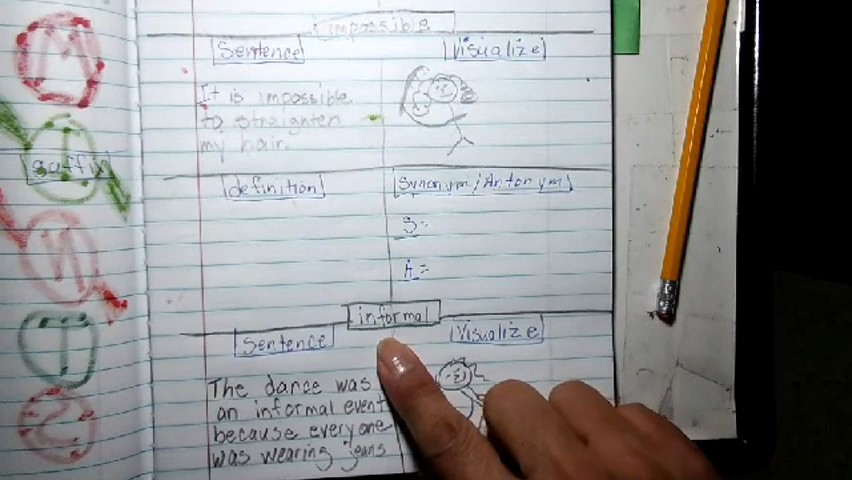 impossible
Sentence
Visualize
It is impossible
to straighten
my hair.
suffix
definition
Synonym/Antonym
S:
A:
informal
Sentence
Visualize
The dance was
an informal event
because everyone
was wearing jeans